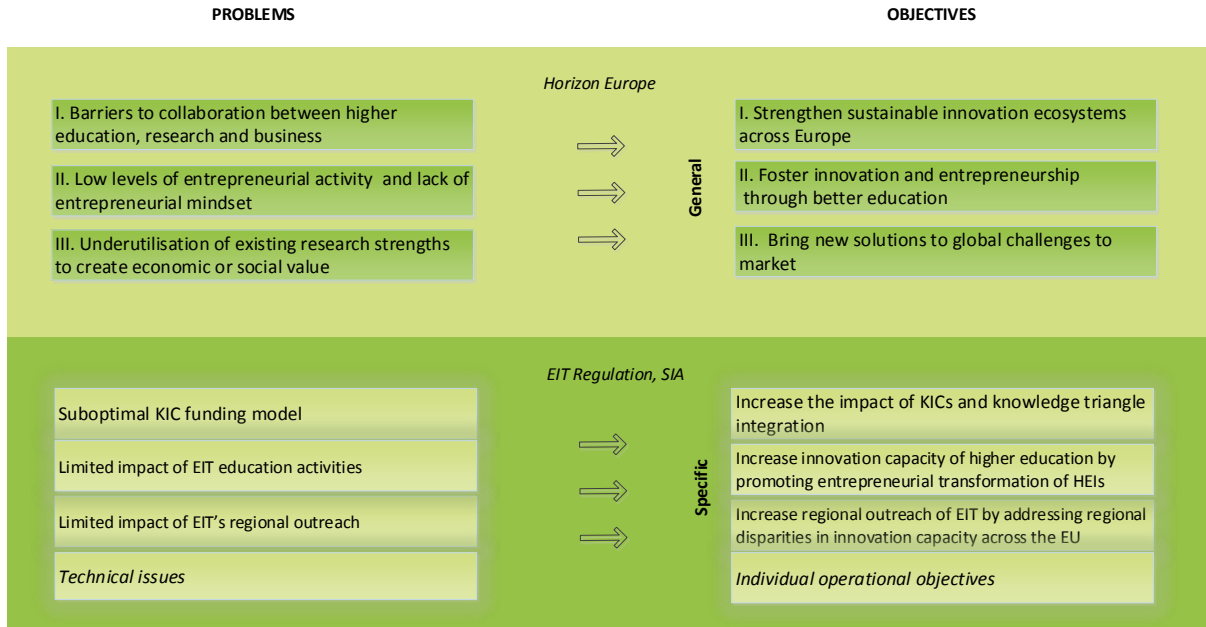 PROBLEMS
OBJECTIVES
Horizon Europe
I. Barriers to collaboration between higher
education, research and business
II. Low levels of entrepreneurial activity and lack of
entrepreneurial mindset
III. Underutilisation of existing research strengths
to create economic or social value
General
I. Strengthen sustainable innovation ecosystems
across Europe
II. Foster innovation and entrepreneurship
through better education
III. Bring new solutions to global challenges to
market
EIT Regulation, SIA
Suboptimal KIC funding model
Limited impact of EIT education activities
Limited impact of EIT's regional outreach
Technical issues
Specific
Increase the impact of KICs and knowledge triangle
integration
Increase innovation capacity of higher education by
promoting entrepreneurial transformation of HEIs
Increase regional outreach of EIT by addressing regional
disparities in innovation capacity across the EU
Individual operational objectives